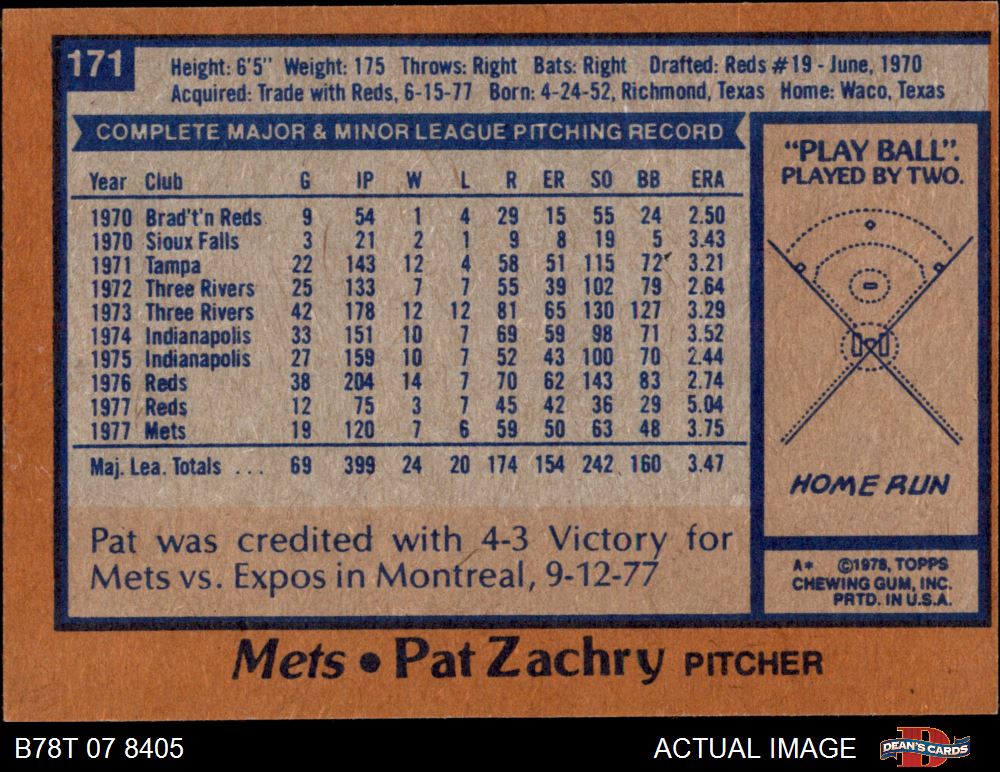 171
Height: 6'5" Weight: 175 Throws: Right Bats: Right Drafted: Reds #19 - June, 1970
Acquired: Trade with Reds, 6-15-77 Born: 4-24-52, Richmond, Texas Home: Waco, Texas
COMPLETE MAJOR & MINOR LEAGUE PITCHING RECORD
Year Club G IP W L R ER SO BB ERA
1970 Brad't'n Reds 9 54 1 4 29 15 55 24 2.50
1970 Sioux Falls 3 21 2 1 9 8 19 5 3.43
1971 Tampa 22 143 12 4 58 51 115 72 3.21
1972 Three Rivers 25 133 7 7 55 39 102 79 2.64
1973 Three Rivers 42 178 12 12 81 65 130 127 3.29
1974 Indianapolis 33 151 10 7 69 59 98 71 3.52
1975 Indianapolis 27 159 10 7 52 43 100 70 2.44
1976 Reds 38 204 14 7 70 62 143 83 2.74
1977 Reds 12 75 3 7 45 42 36 29 5.04
1977 Mets 19 120 7 6 59 50 63 48 3.75
Maj. Lea. Totals ... 69 399 24 20 174 154 242 160 3.47
Pat was credited with 4-3 Victory for
Mets vs. Expos in Montreal, 9-12-77
"PLAY BALL".
PLAYED BY TWO.
HOME RUN
A* ©1978, TOPPS
CHEWING GUM, INC.
PRTD. IN U.S.A.
Mets • Pat Zachry PITCHER
B78T 07 8405
ACTUAL IMAGE
D
DEAN'S CARDS